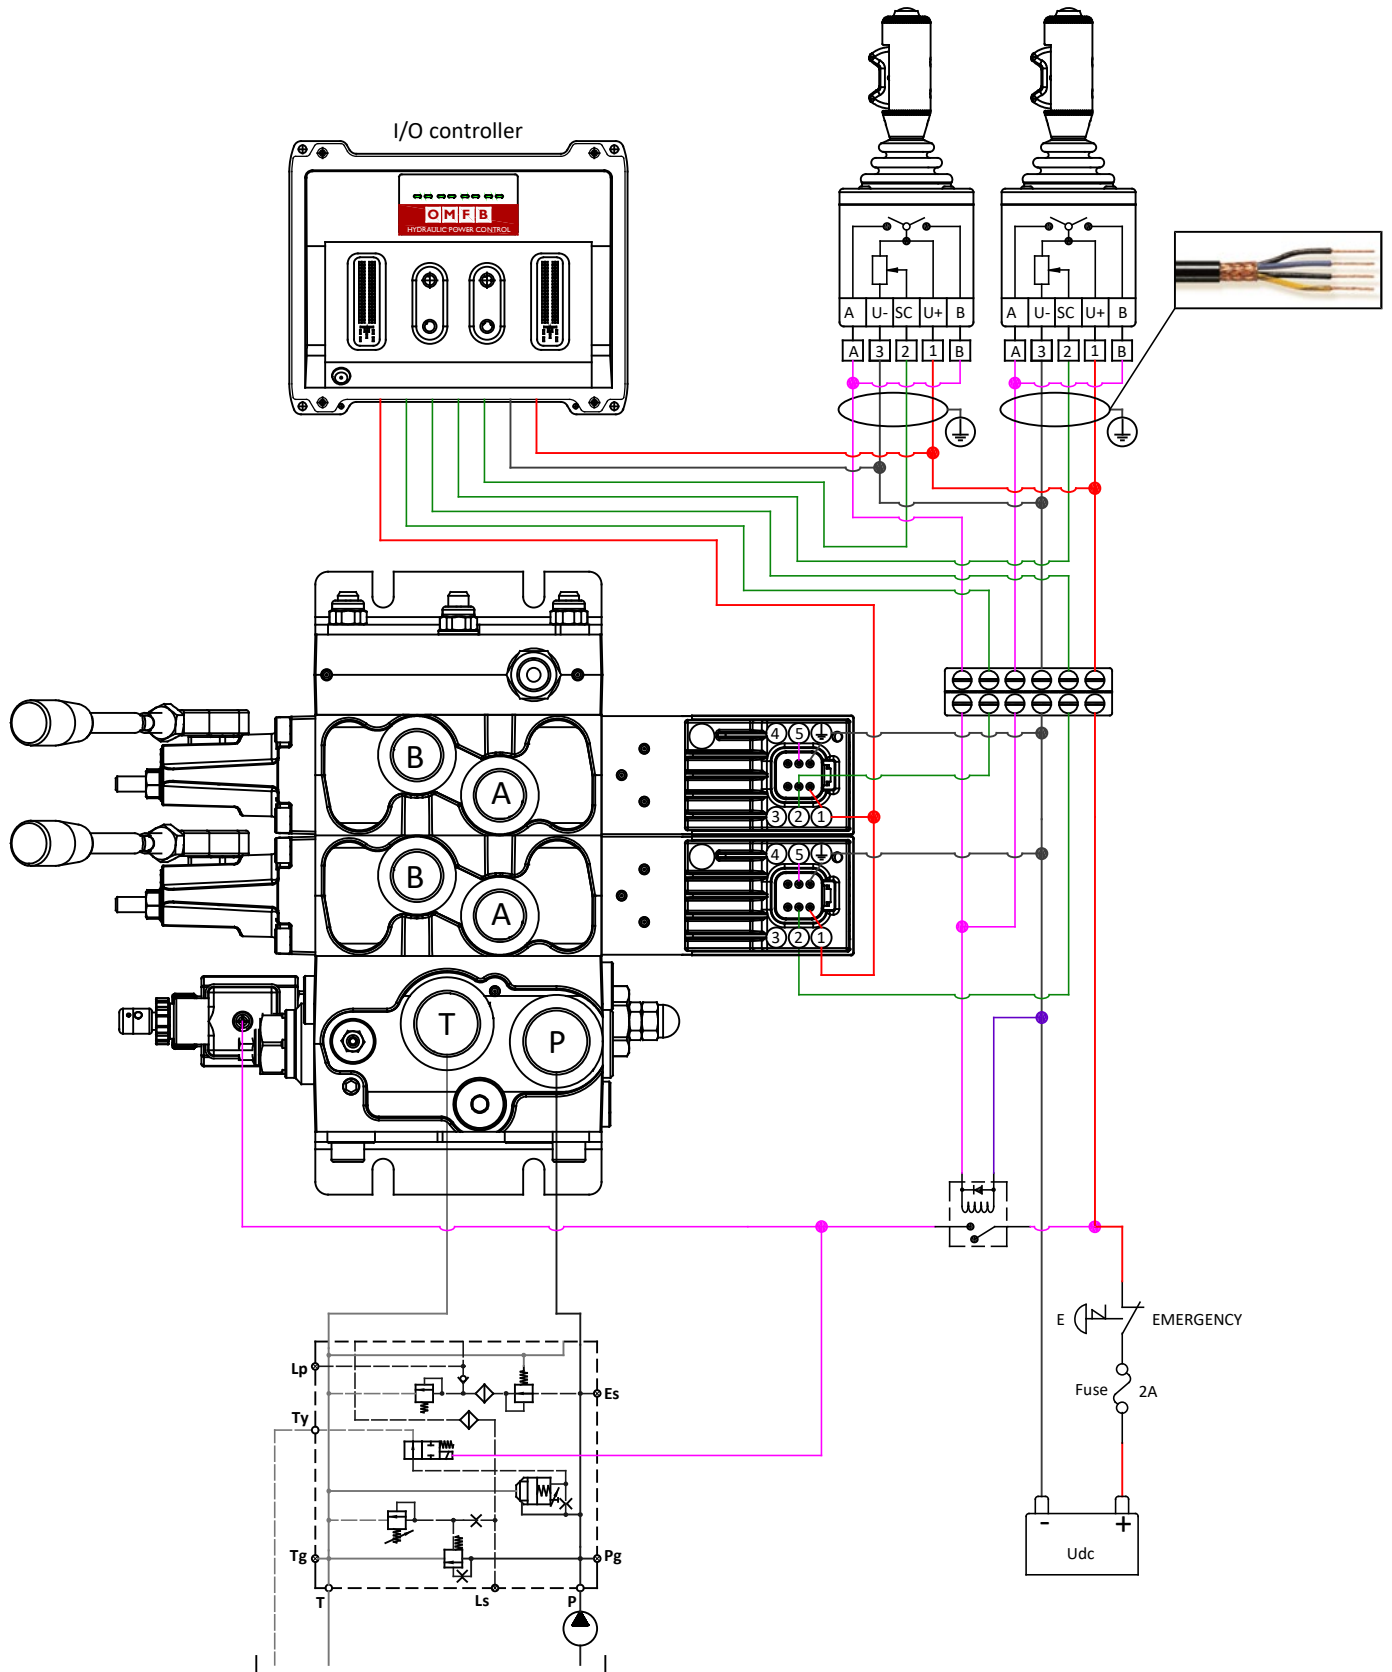 I/O controller
O M F B
HYDRAULIC POWER CONTROL
A U- SC U+ B
A 3 2 1 B
A U- SC U+ B
A 3 2 1 B
B
A
4 5
3 2 1
B
A
4 5
3 2 1
T
P
E EMERGENCY
Fuse 2A
- +
Udc
Lp
Es
Ty
Tg
Pg
T
Ls
P